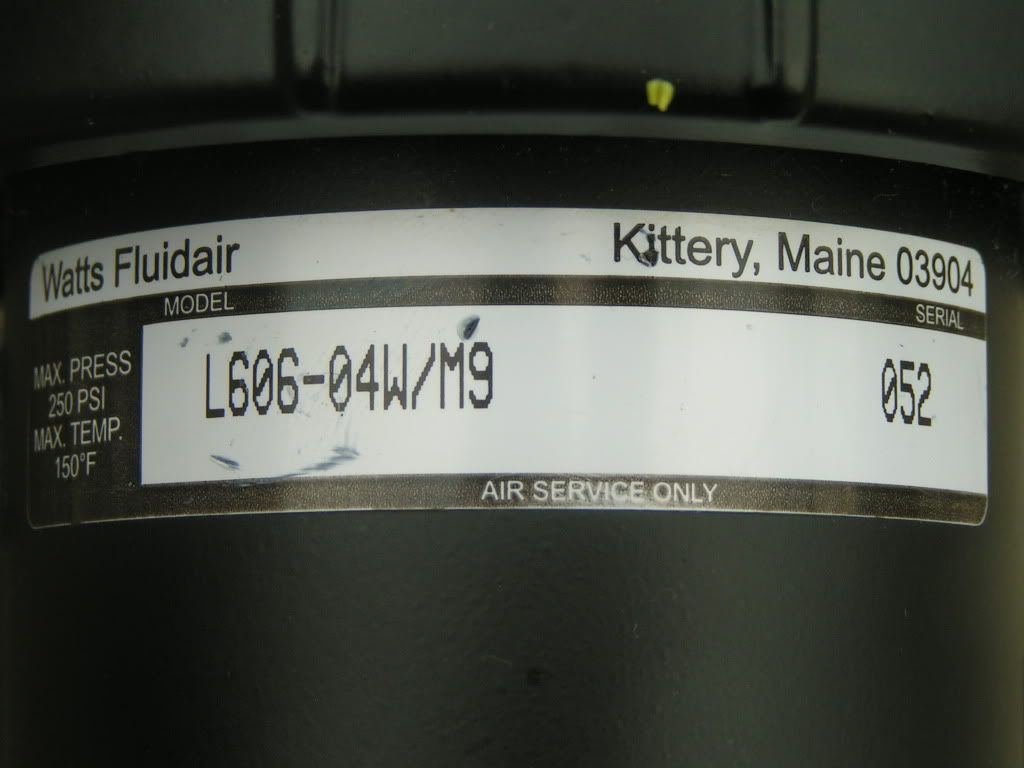 Watts Fluidair Kittery, Maine 03904
MODEL SERIAL
MAX. PRESS
250 PSI
MAX. TEMP.
150°F
L606-04W/M9 052
AIR SERVICE ONLY